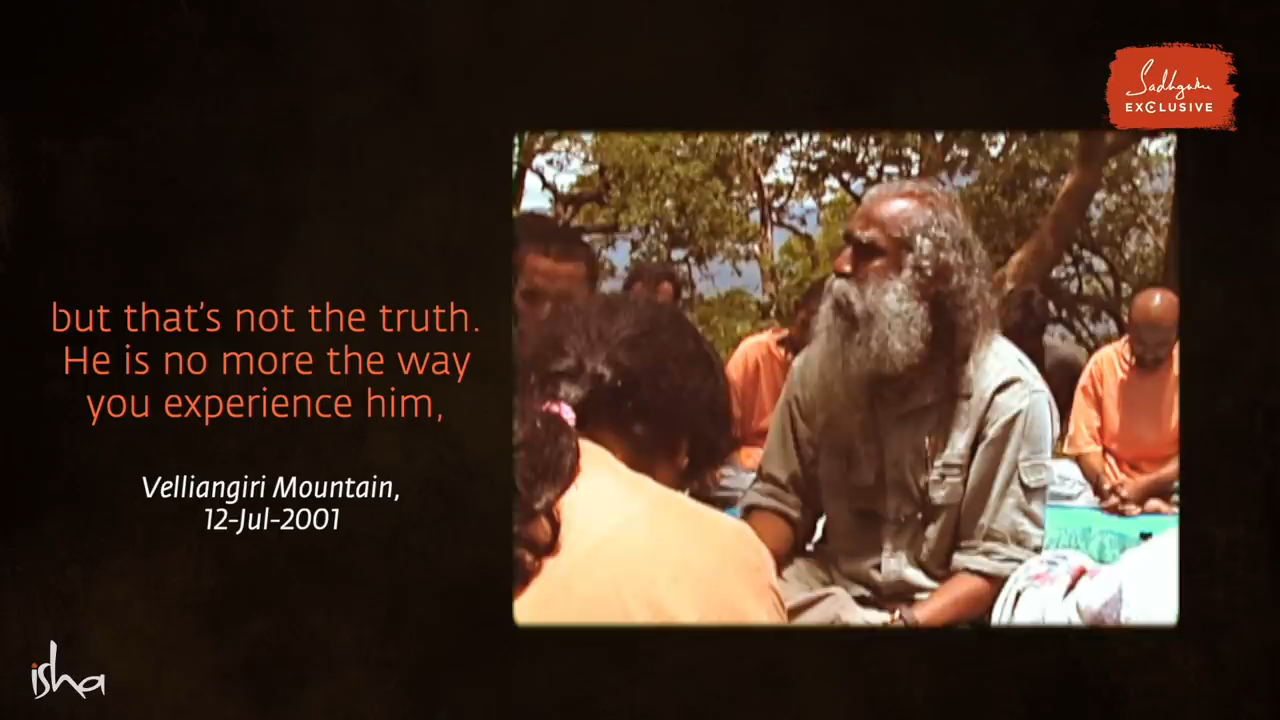 Sadhguru
EXCLUSIVE
but that's not the truth.
He is no more the way
you experience him,
Velliangiri Mountain,
12-Jul-2001
isha